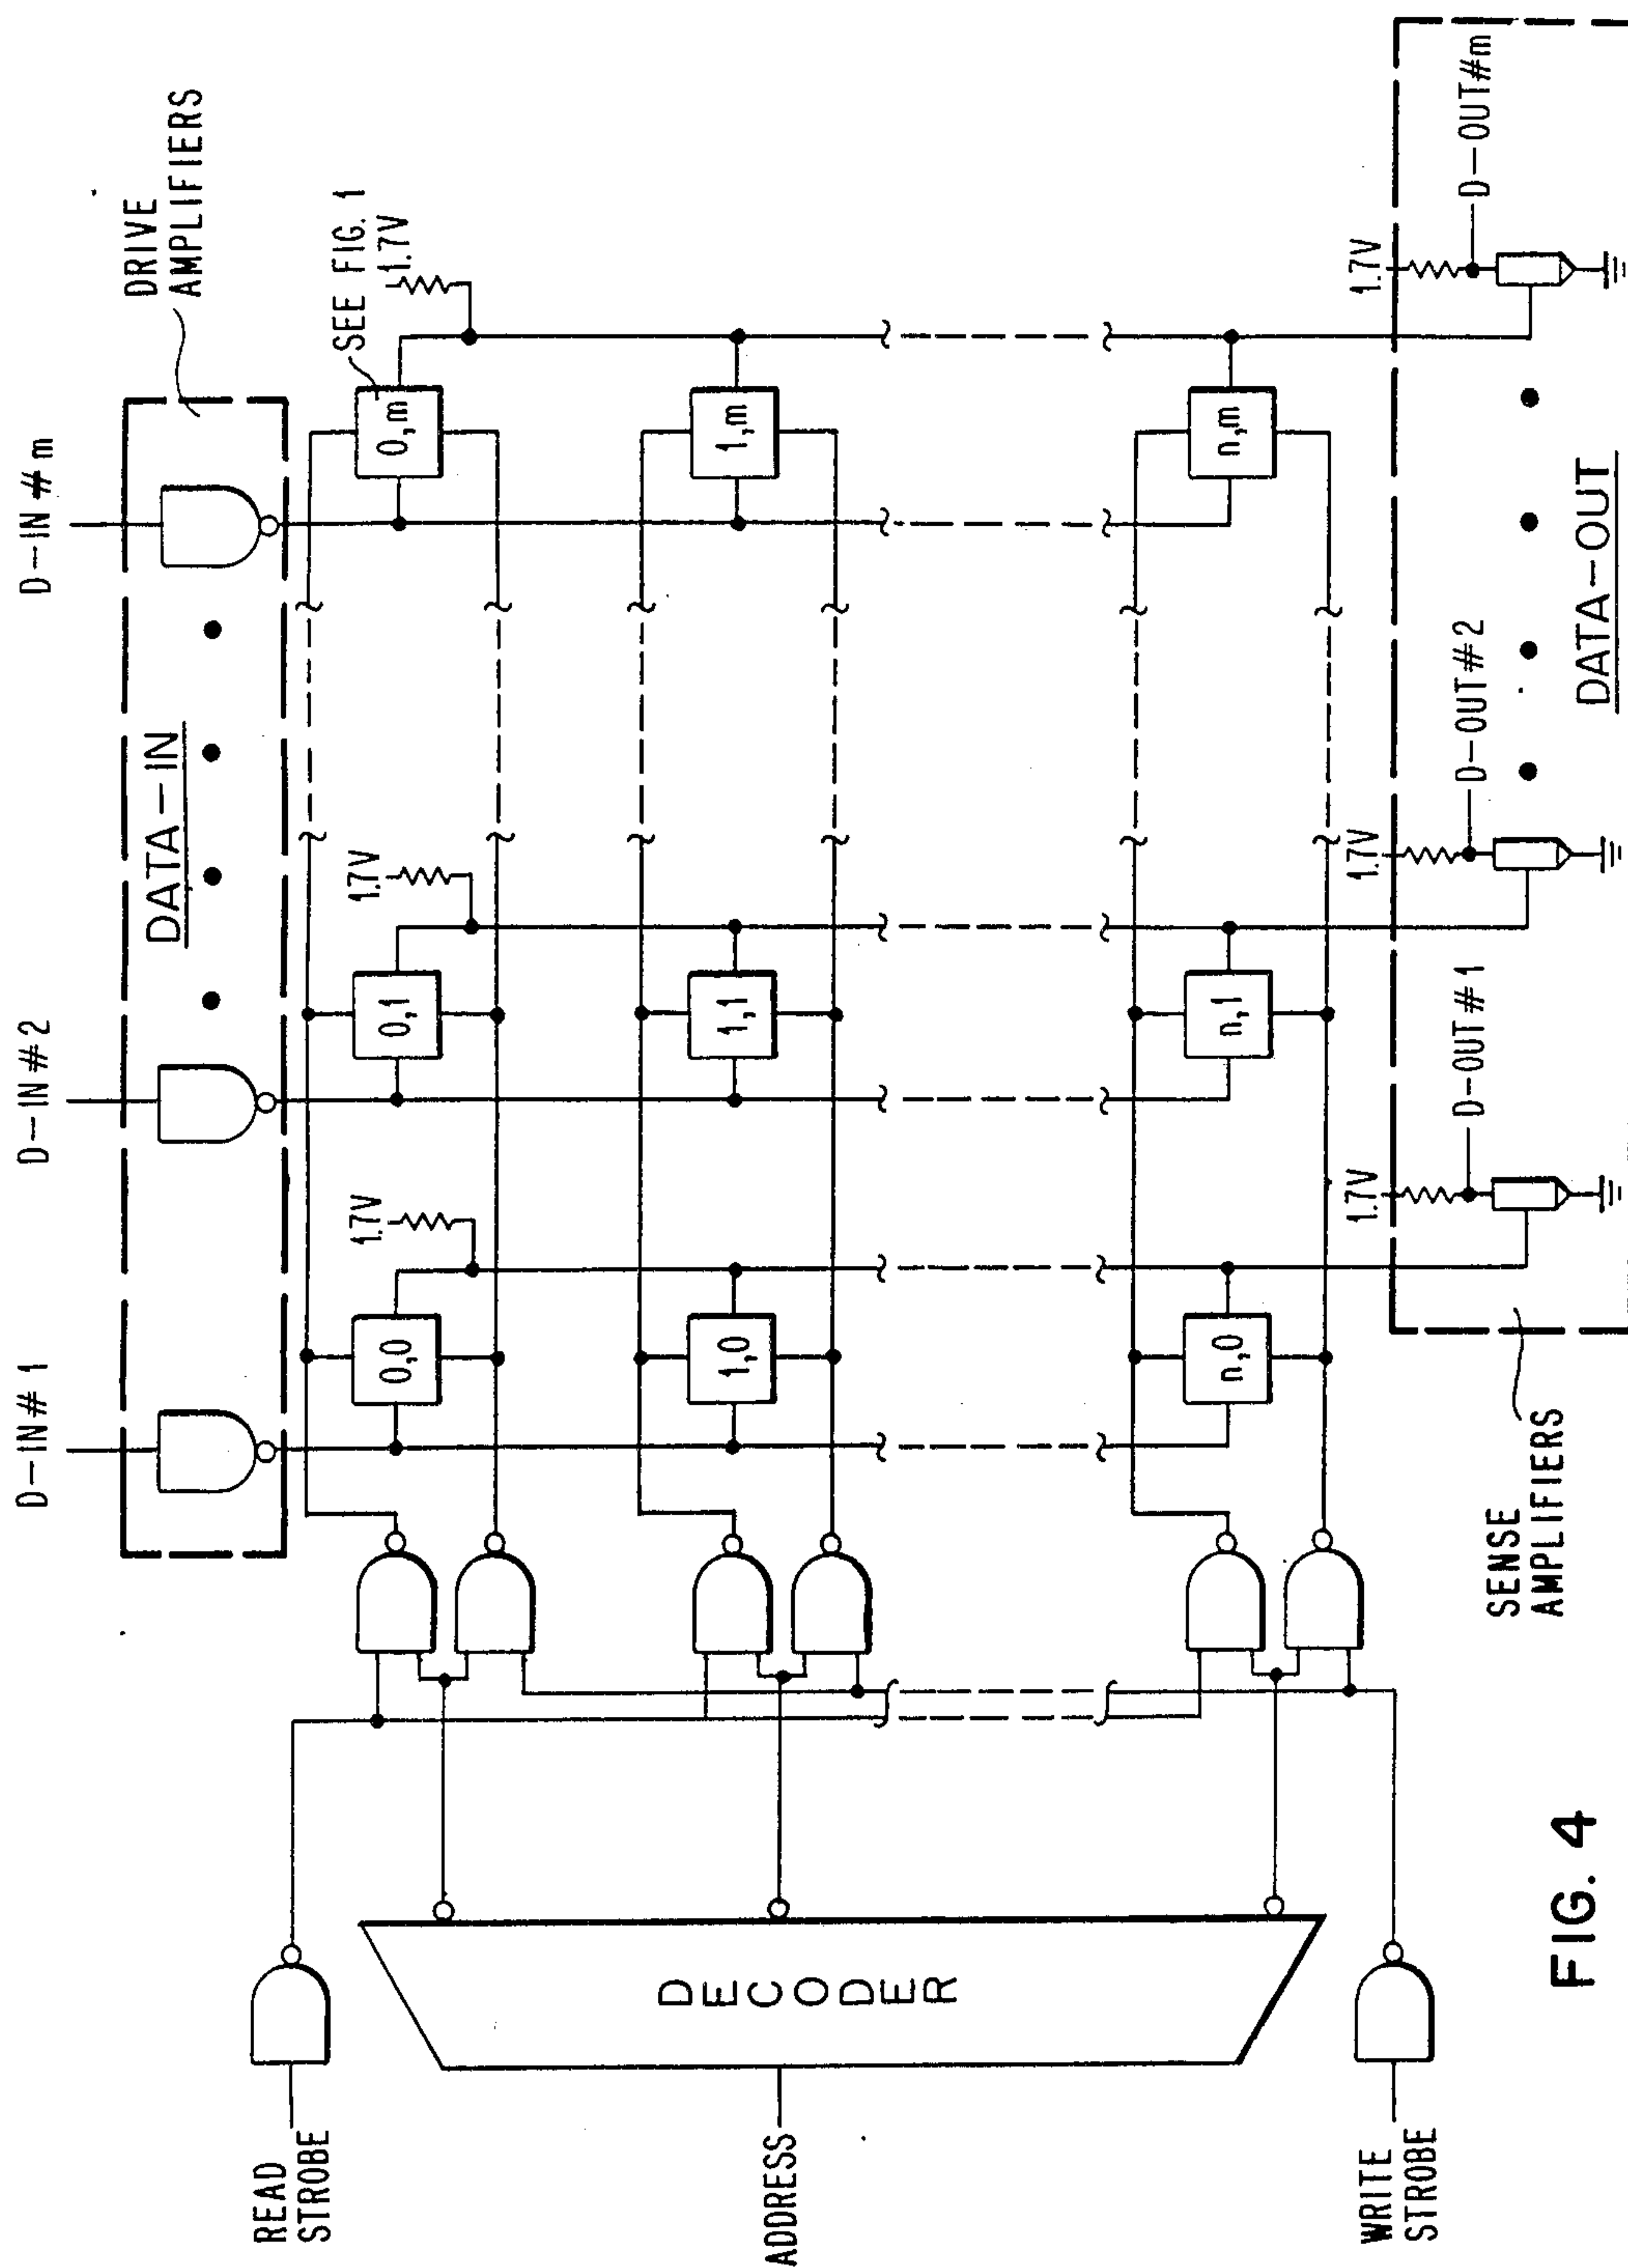 D-IN #1
D-IN #2
D-IN #m
DRIVE
AMPLIFIERS
DATA-IN
READ
STROBE
SEE FIG. 1
1.7V
1.7V
1.7V
0,0
0,1
0,m
DECODER
ADDRESS
1,0
1,1
1,m
n,0
n,1
n,m
WRITE
STROBE
1.7V
1.7V
1.7V
D-OUT #1
D-OUT #2
D-OUT #m
SENSE
AMPLIFIERS
DATA-OUT
FIG. 4